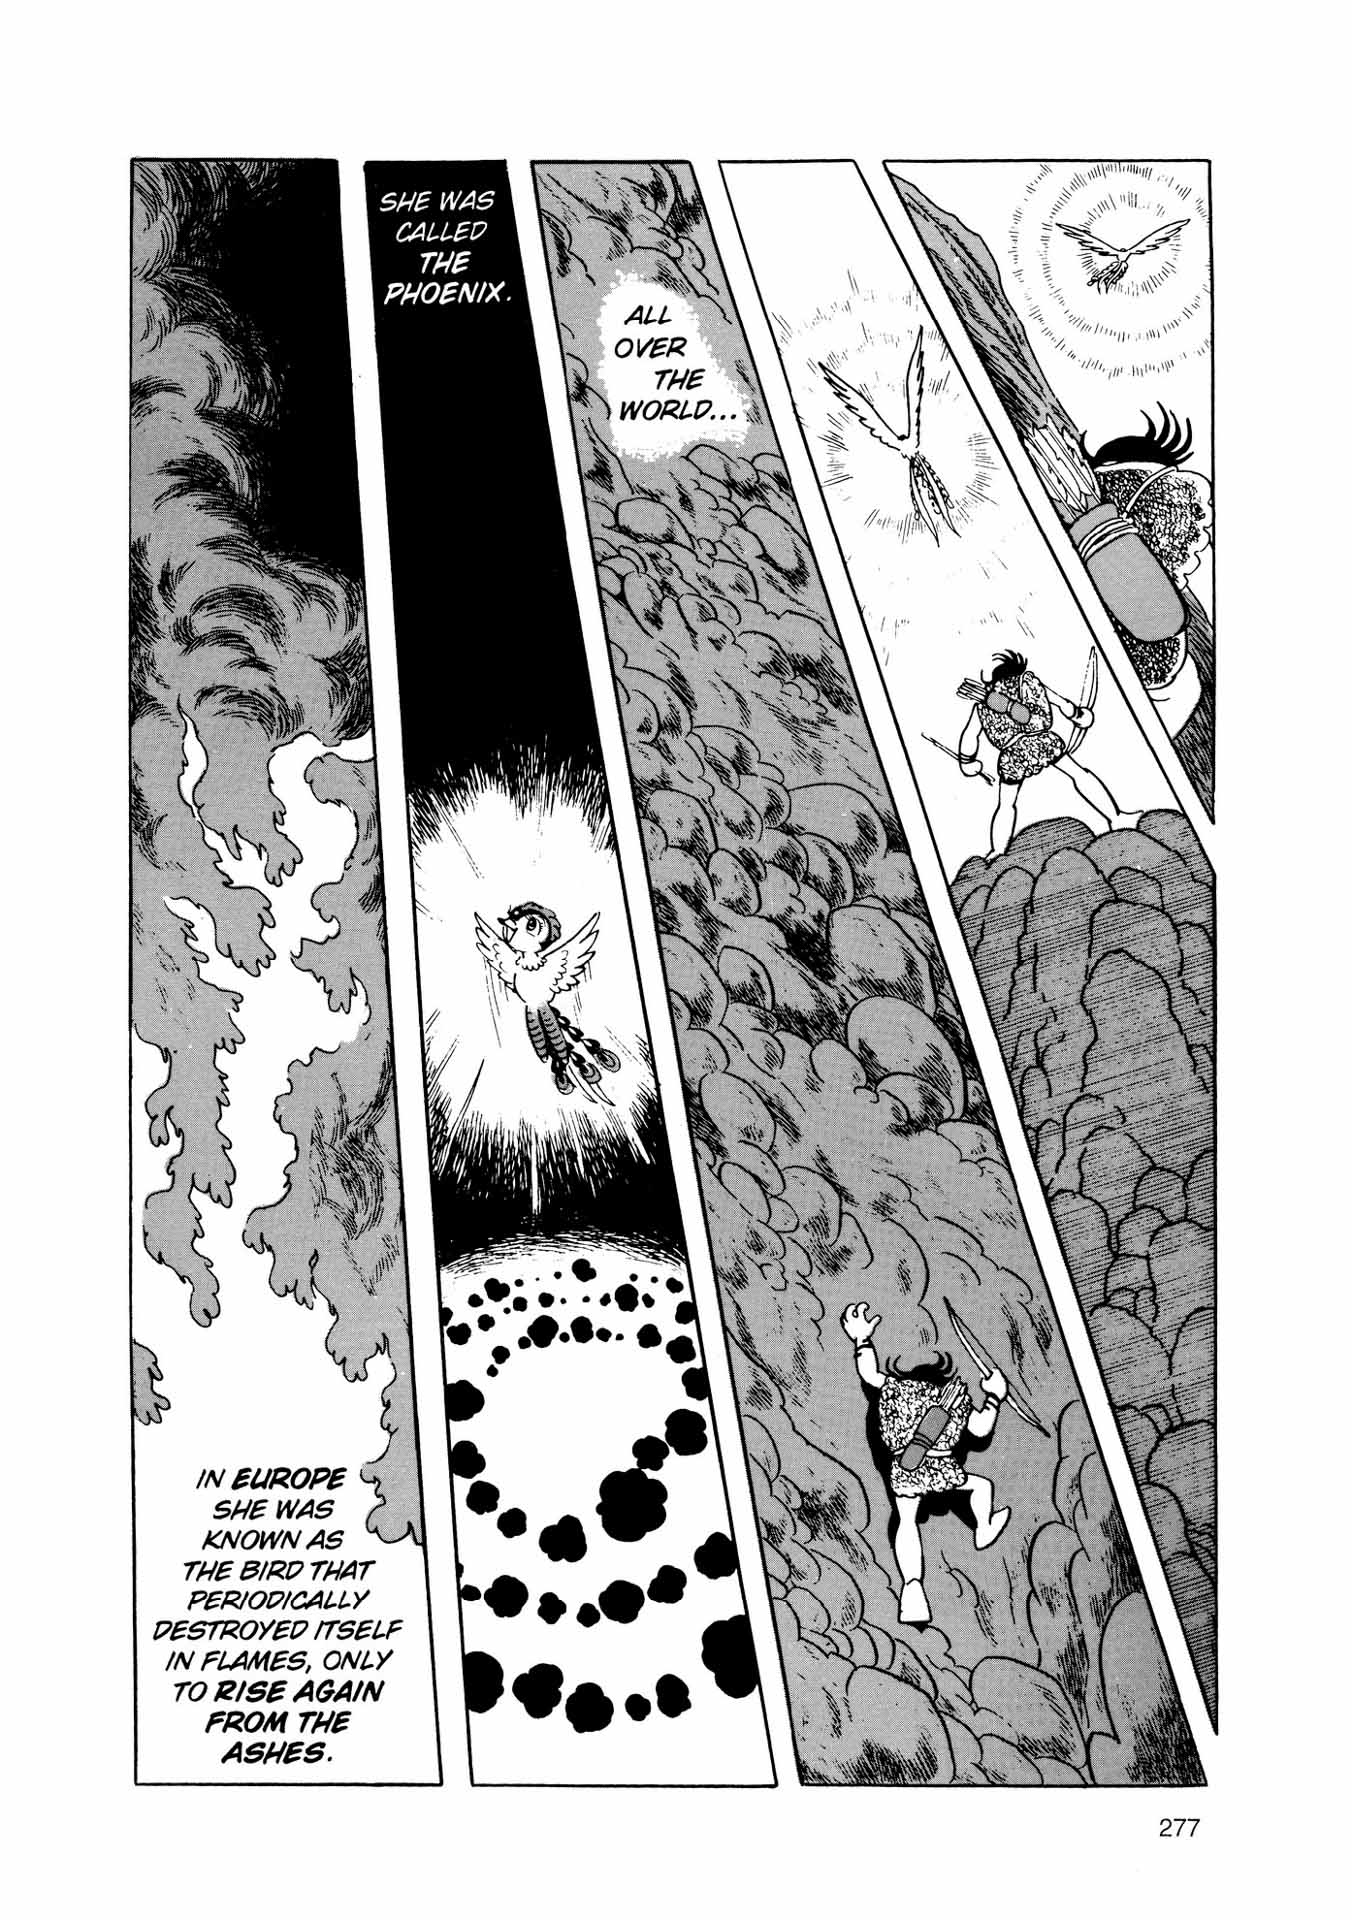 ALL
OVER
THE
WORLD...
SHE WAS
CALLED
THE
PHOENIX.
IN EUROPE
SHE WAS
KNOWN AS
THE BIRD THAT
PERIODICALLY
DESTROYED ITSELF
IN FLAMES, ONLY
TO RISE AGAIN
FROM THE
ASHES.
277